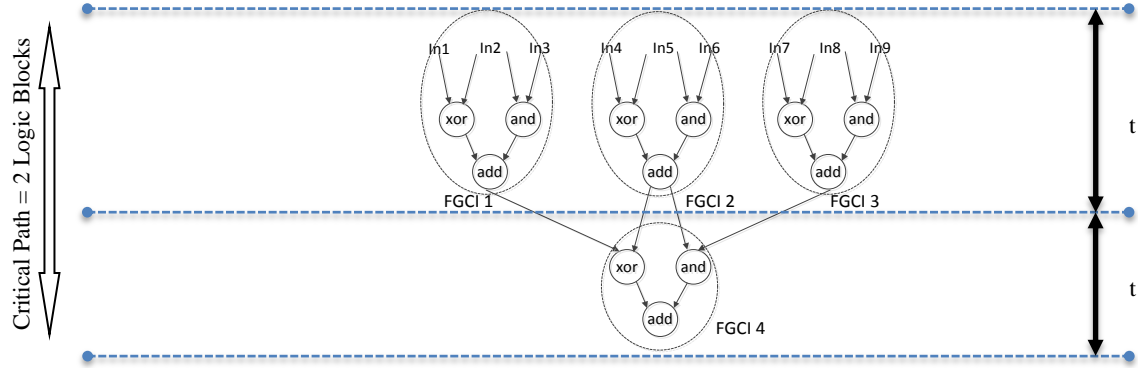 Critical Path = 2 Logic Blocks
In1 In2 In3 In4 In5 In6 In7 In8 In9
xor and xor and xor and
t
add add add
FGCI 1 FGCI 2 FGCI 3
xor and
t
add
FGCI 4